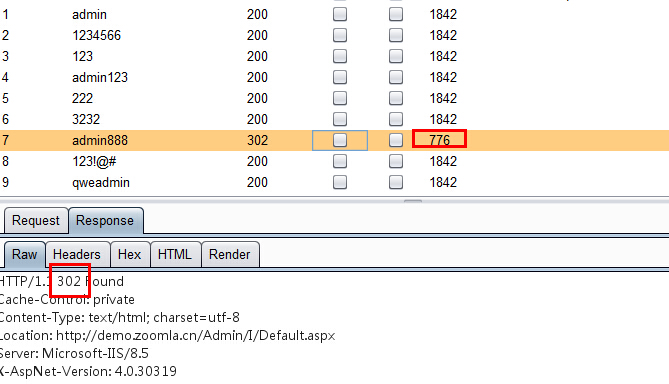 1 admin 200 1842
2 1234566 200 1842
3 123 200 1842
4 admin123 200 1842
5 222 200 1842
6 3232 200 1842
7 admin888 302 776
8 123!@# 200 1842
9 qweadmin 200 1842
Request Response
Raw Headers Hex HTML Render
HTTP/1.1 302 Found
Cache-Control: private
Content-Type: text/html; charset=utf-8
Location: http://demo.zoomla.cn/Admin/I/Default.aspx
Server: Microsoft-IIS/8.5
X-AspNet-Version: 4.0.30319